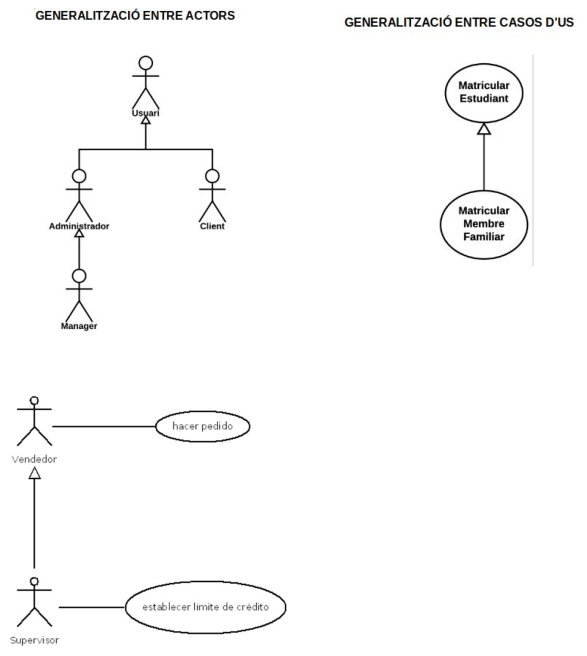 GENERALITZACIÓ ENTRE ACTORS
GENERALITZACIÓ ENTRE CASOS D'US
Usuari
Administrador
Client
Manager
Matricular
Estudiant
Matricular
Membre
Familiar
hacer pedido
Vendedor
establecer límite de crédito
Supervisor